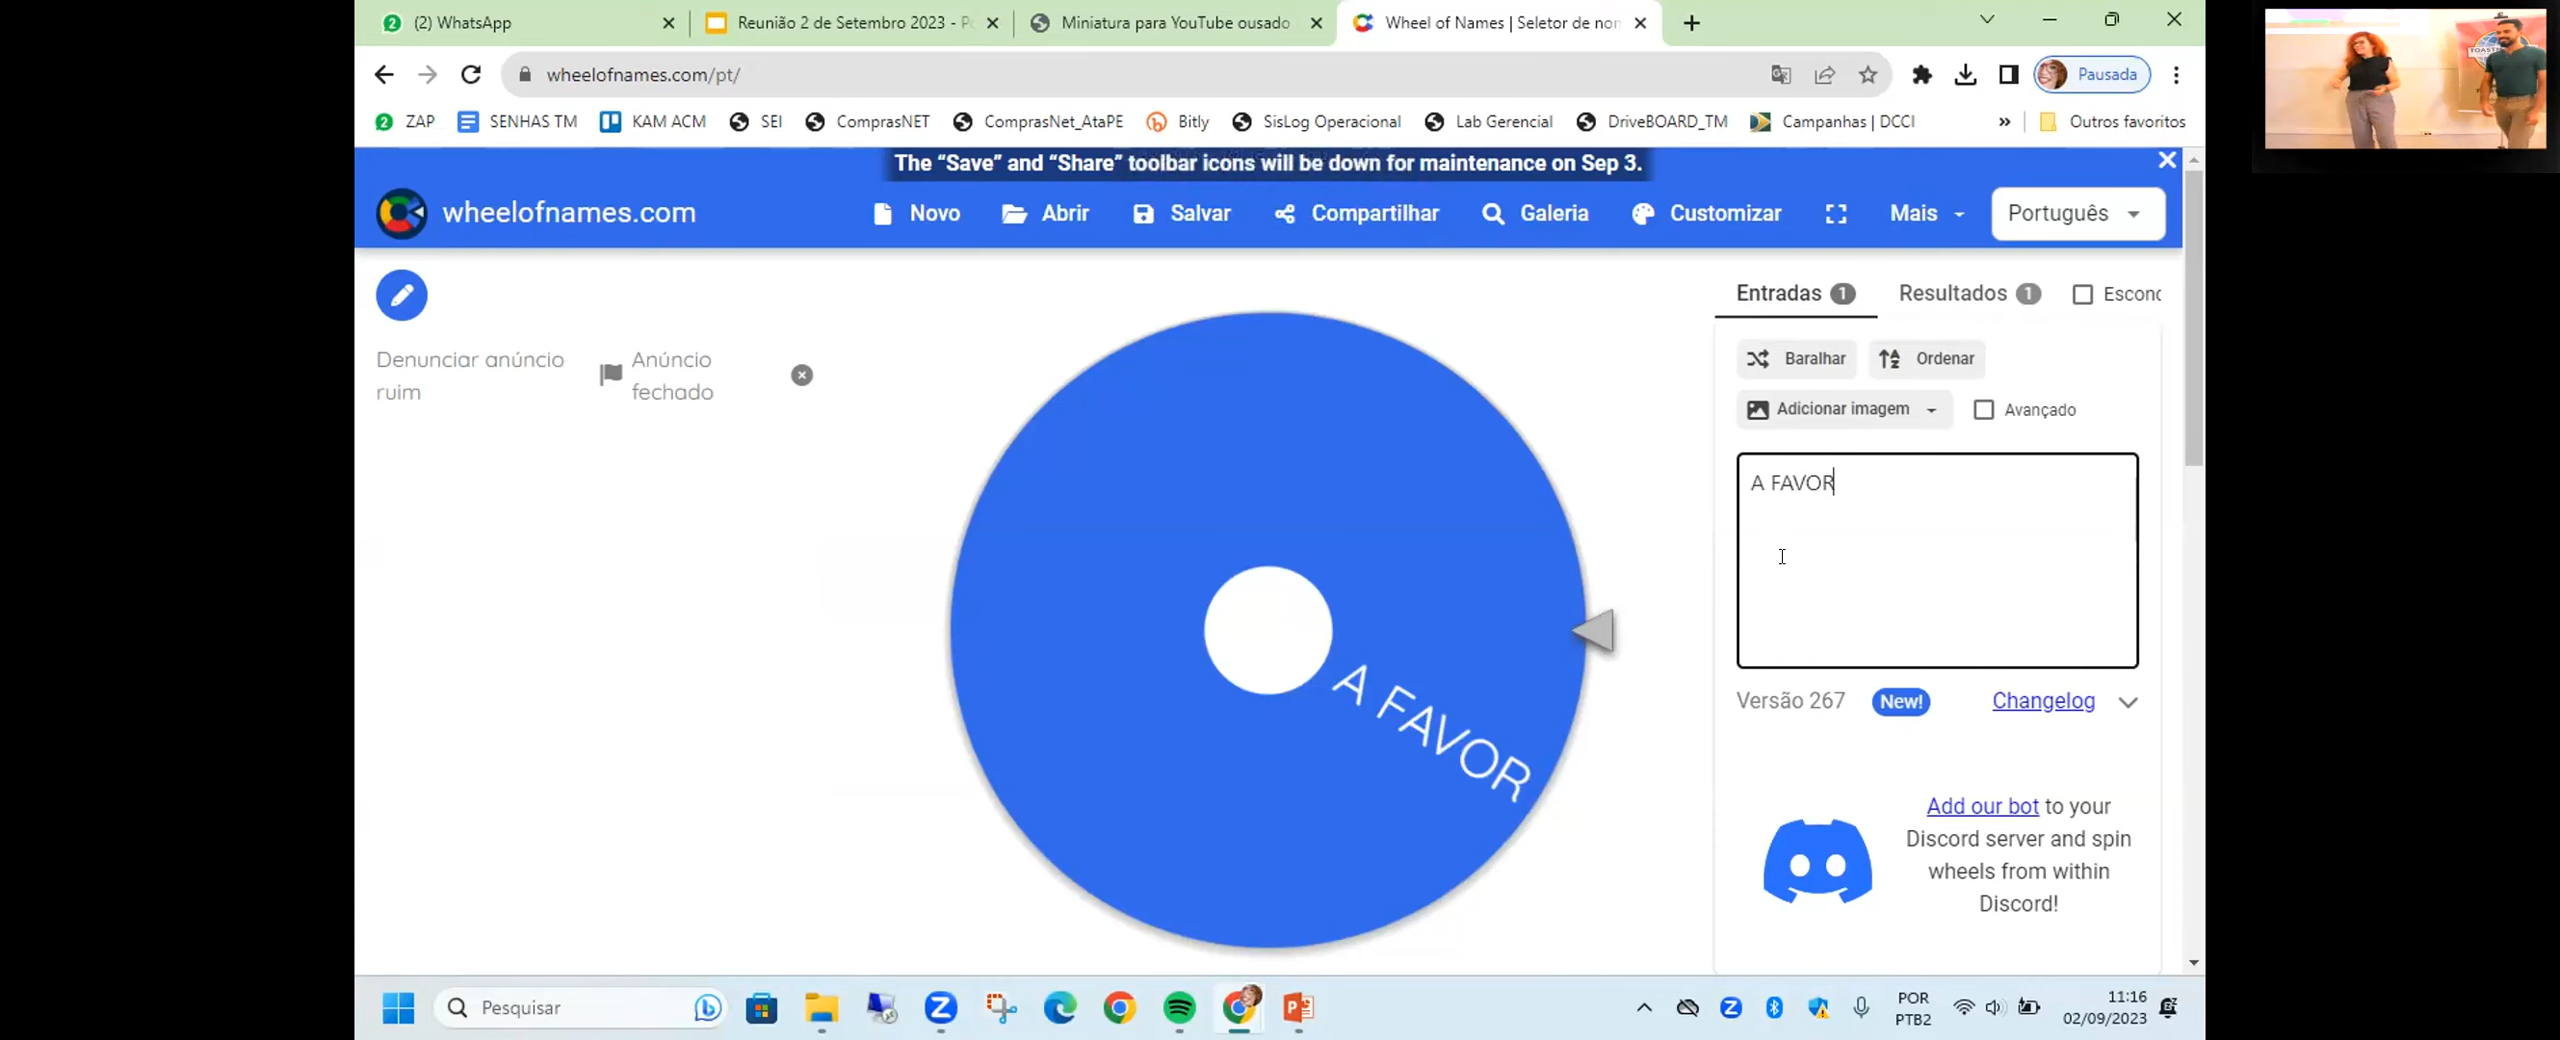 (2) WhatsApp
Reunião 2 de Setembro 2023 - Po
Miniatura para YouTube ousado
Wheel of Names | Seletor de nom
wheelofnames.com/pt/
Pausada
ZAP
SENHAS TM
KAM ACM
SEI
ComprasNET
ComprasNet_AtaPE
Bitly
SisLog Operacional
Lab Gerencial
DriveBOARD_TM
Campanhas | DCCI
»
Outros favoritos
The “Save” and “Share” toolbar icons will be down for maintenance on Sep 3.
wheelofnames.com
Novo
Abrir
Salvar
Compartilhar
Galeria
Customizar
Mais
Português
Denunciar anúncio
ruim
Anúncio
fechado
Entradas 1
Resultados 1
Escond
Baralhar
Ordenar
Adicionar imagem
Avançado
A FAVOR
A FAVOR
Versão 267
New!
Changelog
Add our bot to your
Discord server and spin
wheels from within
Discord!
Pesquisar
POR
PTB2
11:16
02/09/2023